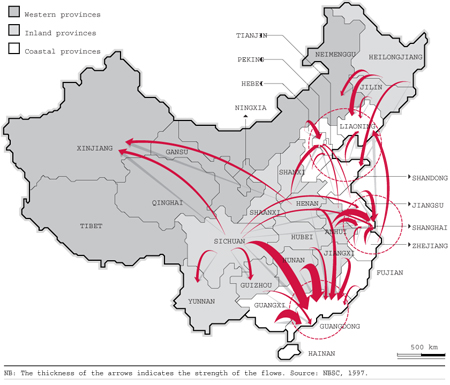 Western provinces
Inland provinces
Coastal provinces
TIANJIN
PEKING
HEBEI
NINGXIA
NEIMENGGU
HEILONGJIANG
JILIN
LIAONING
XINJIANG
GANSU
SHANXI
SHANDONG
QINGHAI
SHAANXI
HENAN
JIANGSU
TIBET
ANHUI
SHANGHAI
SICHUAN
HUBEI
ZHEJIANG
JIANGXI
HUNAN
FUJIAN
GUIZHOU
YUNNAN
GUANGXI
GUANGDONG
500 km
HAINAN
NB: The thickness of the arrows indicates the strength of the flows. Source: NBSC, 1997.